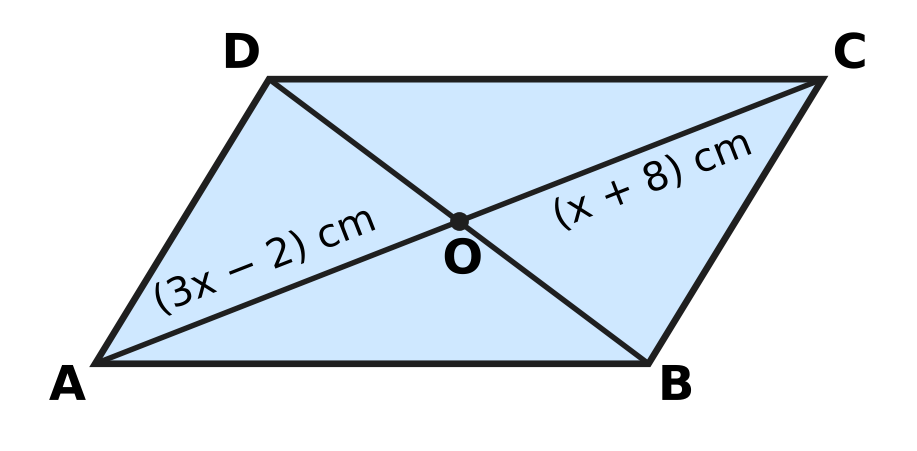 D
C
(x + 8) cm
(3x − 2) cm
O
A
B